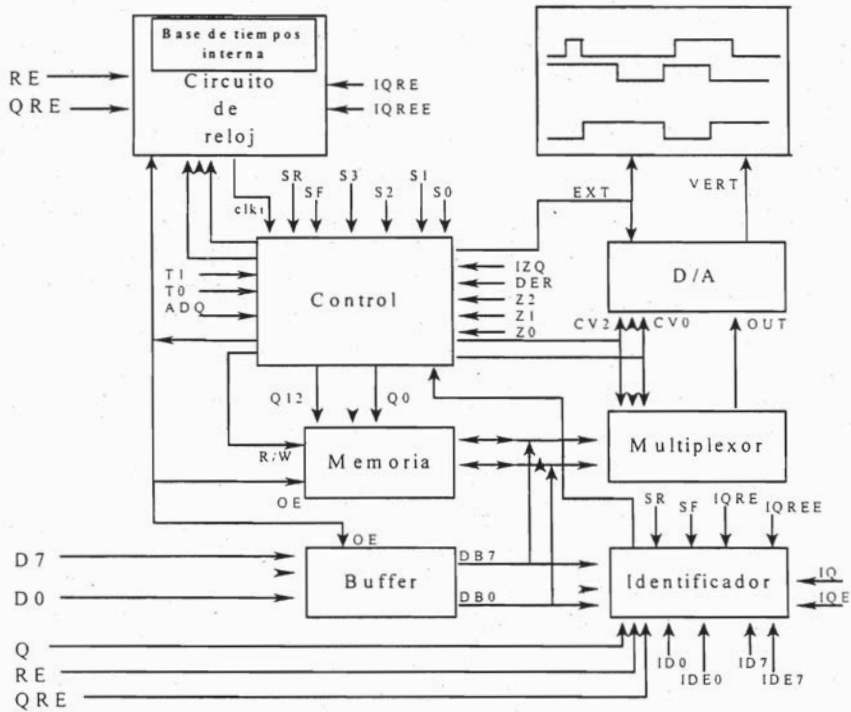 Base de tiempos
interna
Circuito
de
reloj
RE
QRE
IQRE
IQREE
clki
SR
SF
S3
S2
S1
S0
EXT
VERT
Control
T1
T0
ADQ
IZQ
DER
Z2
Z1
Z0
D/A
CV2
CV0
OUT
Q12
Q0
R/W
Memoria
OE
Multiplexor
OE
Buffer
D7
D0
DB7
DB0
SR
SF
IQRE
IQREE
Identificador
IQ
IQE
Q
RE
QRE
ID0
IDE0
ID7
IDE7